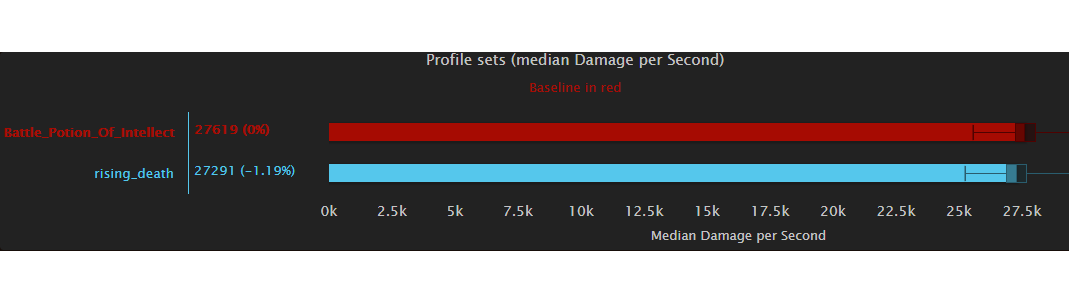 Profile sets (median Damage per Second)
Baseline in red
Battle_Potion_Of_Intellect 27619 (0%)
rising_death 27291 (-1.19%)
0k 2.5k 5k 7.5k 10k 12.5k 15k 17.5k 20k 22.5k 25k 27.5k
Median Damage per Second